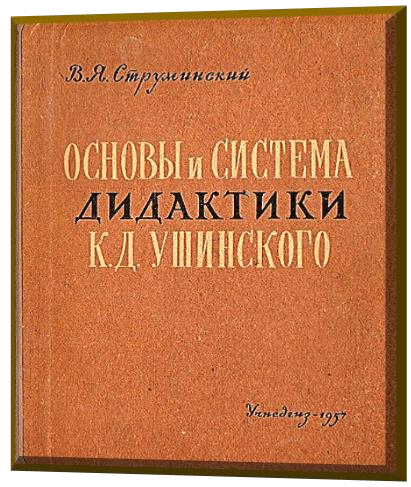 В.Я. Струминский
ОСНОВЫ и СИСТЕМА
ДИДАКТИКИ
К.Д. УШИНСКОГО
Учпедгиз-1957